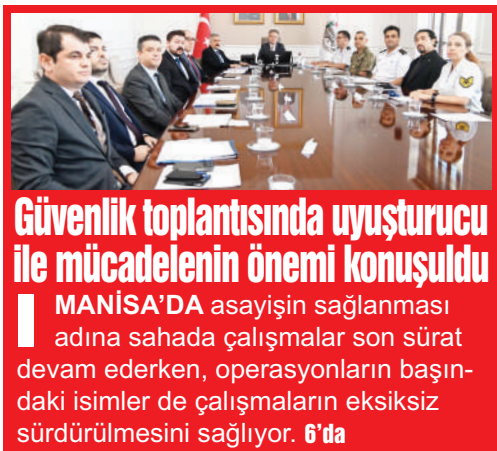 Güvenlik toplantısında uyuşturucu
ile mücadelenin önemi konuşuldu
MANİSA’DA asayişin sağlanması
adına sahada çalışmalar son sürat
devam ederken, operasyonların başın-
daki isimler de çalışmaların eksiksiz
sürdürülmesini sağlıyor. 6’da